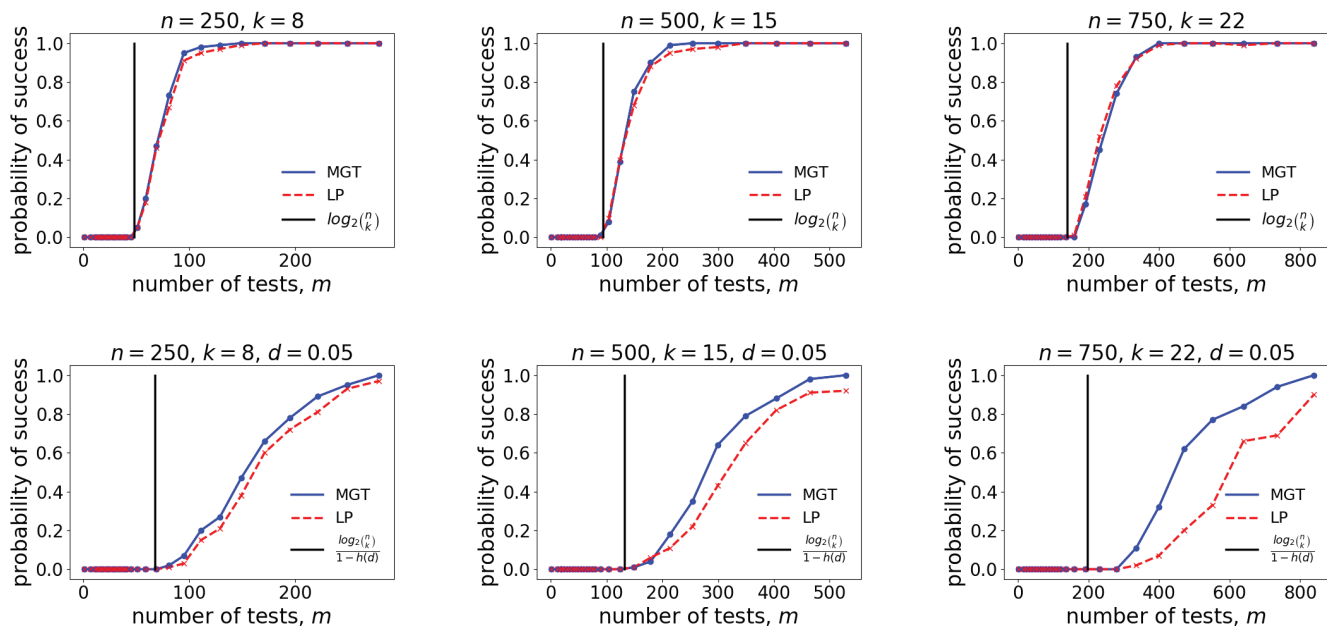 n = 250, k = 8
probability of success
1.0
0.8
0.6
0.4
0.2
0.0
MGT
LP
log₂(n k)
0 100 200
number of tests, m
n = 500, k = 15
probability of success
1.0
0.8
0.6
0.4
0.2
0.0
MGT
LP
log₂(n k)
0 100 200 300 400 500
number of tests, m
n = 750, k = 22
probability of success
1.0
0.8
0.6
0.4
0.2
0.0
MGT
LP
log₂(n k)
0 200 400 600 800
number of tests, m
n = 250, k = 8, d = 0.05
probability of success
1.0
0.8
0.6
0.4
0.2
0.0
MGT
LP
log₂(n k)
1 − h(d)
0 100 200
number of tests, m
n = 500, k = 15, d = 0.05
probability of success
1.0
0.8
0.6
0.4
0.2
0.0
MGT
LP
log₂(n k)
1 − h(d)
0 100 200 300 400 500
number of tests, m
n = 750, k = 22, d = 0.05
probability of success
1.0
0.8
0.6
0.4
0.2
0.0
MGT
LP
log₂(n k)
1 − h(d)
0 200 400 600 800
number of tests, m